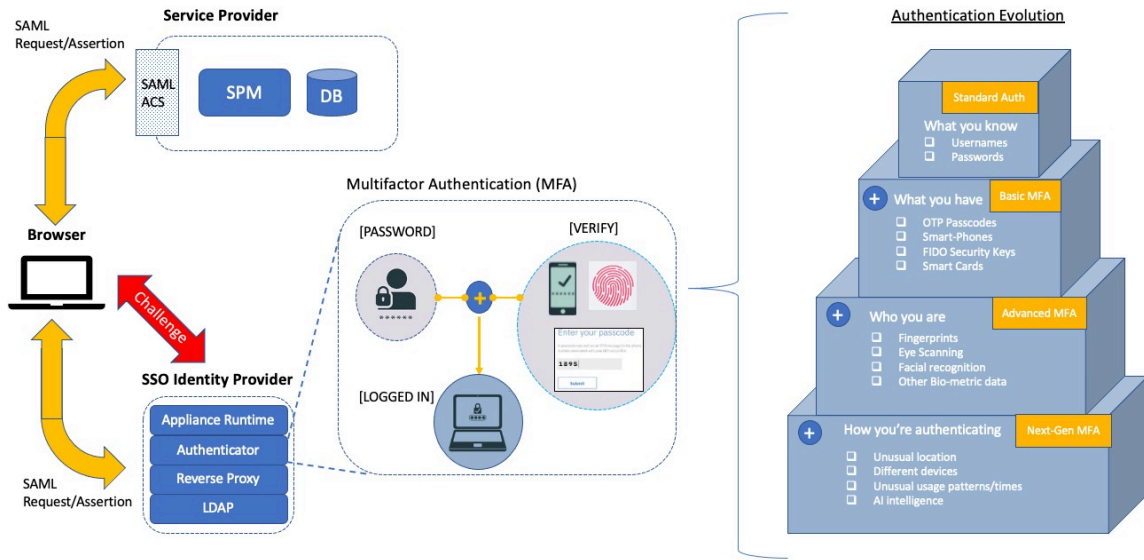 Service Provider
SAML
Request/Assertion
SAML
ACS
SPM
DB
Browser
Challenge
SSO Identity Provider
Appliance Runtime
Authenticator
Reverse Proxy
LDAP
SAML
Request/Assertion
Multifactor Authentication (MFA)
[PASSWORD]
[VERIFY]
Enter your passcode
1895
Submit
[LOGGED IN]
Authentication Evolution
Standard Auth
What you know
Usernames
Passwords
Basic MFA
What you have
OTP Passcodes
Smart-Phones
FIDO Security Keys
Smart Cards
Advanced MFA
Who you are
Fingerprints
Eye Scanning
Facial recognition
Other Bio-metric data
Next-Gen MFA
How you're authenticating
Unusual location
Different devices
Unusual usage patterns/times
AI intelligence